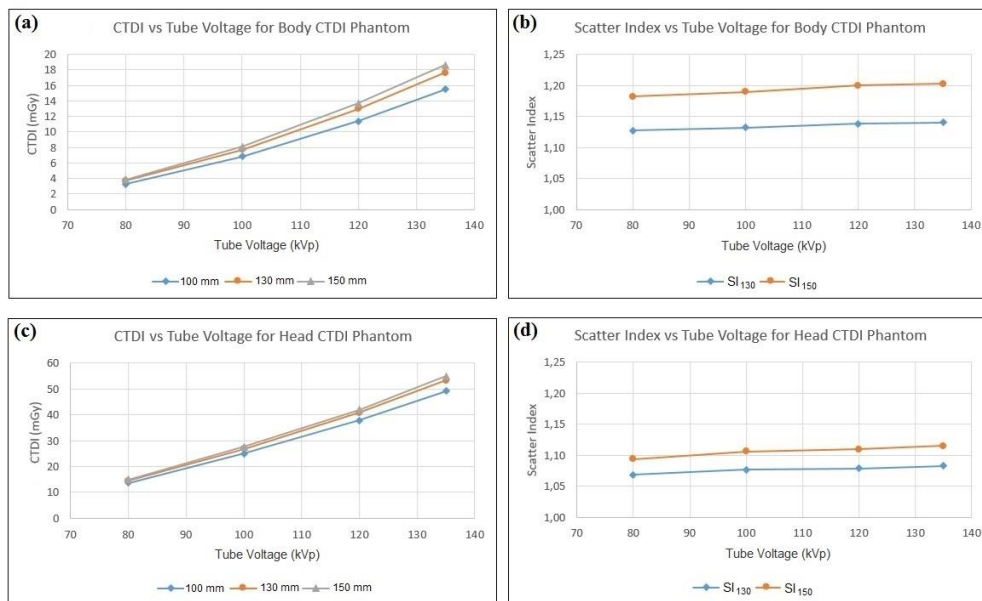 (a)
CTDI vs Tube Voltage for Body CTDI Phantom
CTDI (mGy)
20
18
16
14
12
10
8
6
4
2
0
70 80 90 100 110 120 130 140
Tube Voltage (kVp)
100 mm 130 mm 150 mm
(b)
Scatter Index vs Tube Voltage for Body CTDI Phantom
Scatter Index
1,25
1,20
1,15
1,10
1,05
1,00
70 80 90 100 110 120 130 140
Tube Voltage (kVp)
SI130 SI150
(c)
CTDI vs Tube Voltage for Head CTDI Phantom
CTDI (mGy)
60
50
40
30
20
10
0
70 80 90 100 110 120 130 140
Tube Voltage (kVp)
100 mm 130 mm 150 mm
(d)
Scatter Index vs Tube Voltage for Head CTDI Phantom
Scatter Index
1,25
1,20
1,15
1,10
1,05
1,00
70 80 90 100 110 120 130 140
Tube Voltage (kVp)
SI130 SI150